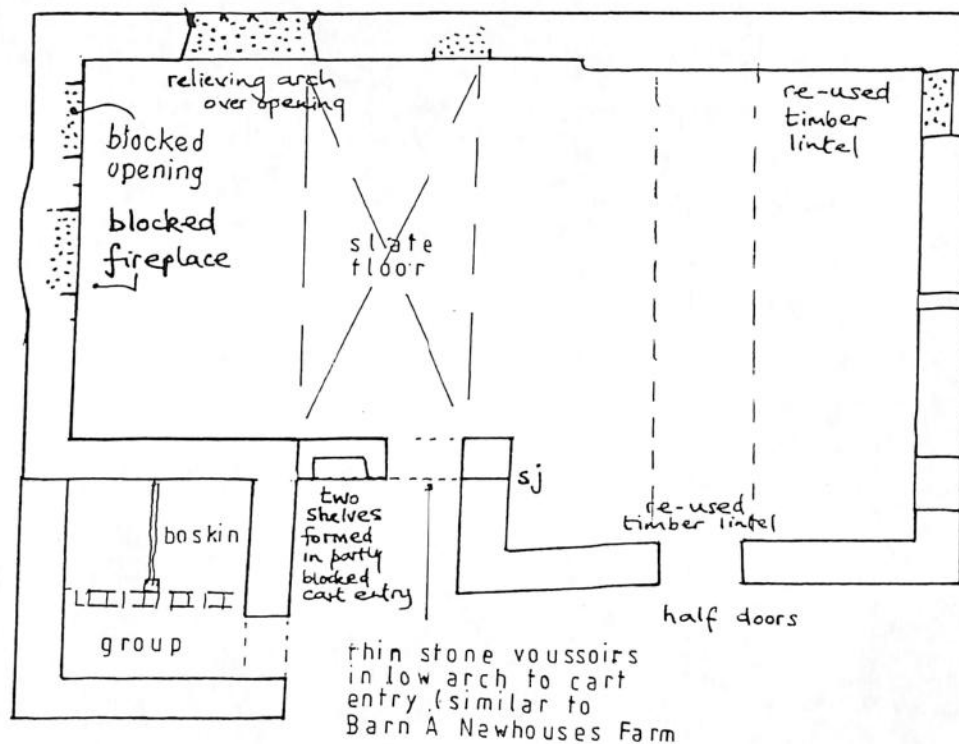 relieving arch
over opening
re-used
timber
lintel
blocked
opening
blocked
fireplace
slate
floor
sj
two
shelves
formed
in partly
blocked
cart entry
re-used
timber lintel
boskin
group
half doors
thin stone voussoirs
in low arch to cart
entry (similar to
Barn A Newhouses Farm